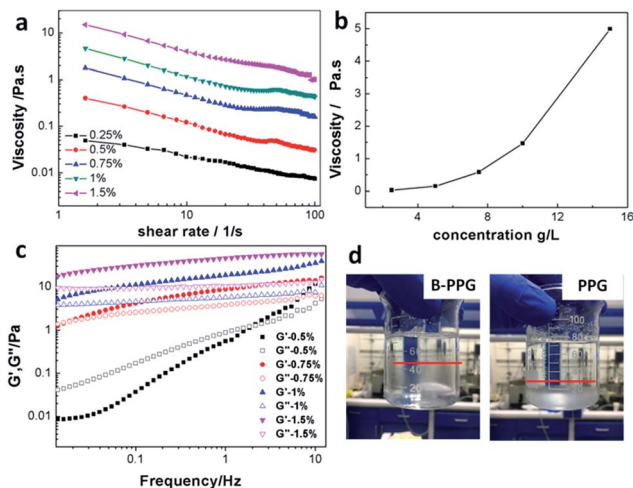 a
Viscosity /Pa.s
10
1
0.1
0.01
0.25%
0.5%
0.75%
1%
1.5%
1 10 100
shear rate / 1/s
b
Viscosity / Pa.s
5
4
3
2
1
0
4 8 12 16
concentration g/L
c
G',G''/Pa
100
10
1
0.1
0.01
G'-0.5%
G''-0.5%
G'-0.75%
G''-0.75%
G'-1%
G''-1%
G'-1.5%
G''-1.5%
0.1 1 10
Frequency/Hz
d
B-PPG
60
40
20
PPG
100
80
60
40
20